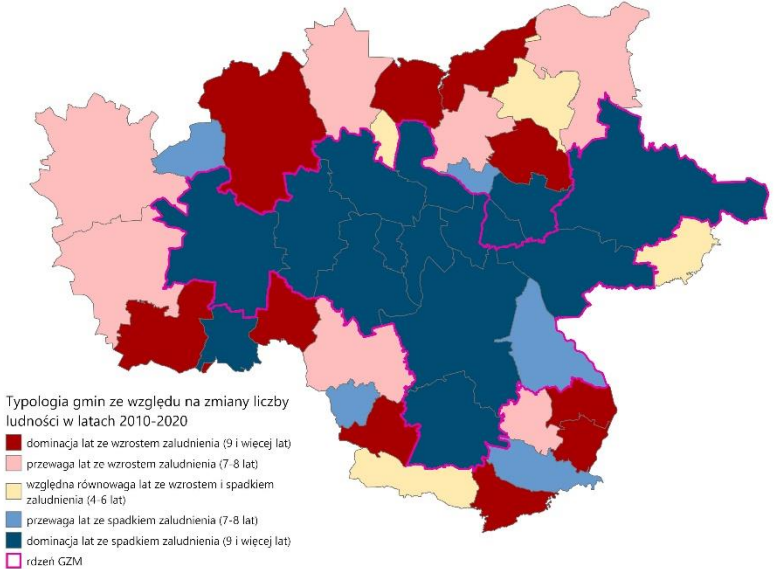 Typologia gmin ze względu na zmiany liczby
ludności w latach 2010-2020
dominacja lat ze wzrostem zaludnienia (9 i więcej lat)
przewaga lat ze wzrostem zaludnienia (7-8 lat)
względna równowaga lat ze wzrostem i spadkiem
zaludnienia (4-6 lat)
przewaga lat ze spadkiem zaludnienia (7-8 lat)
dominacja lat ze spadkiem zaludnienia (9 i więcej lat)
rdzeń GZM